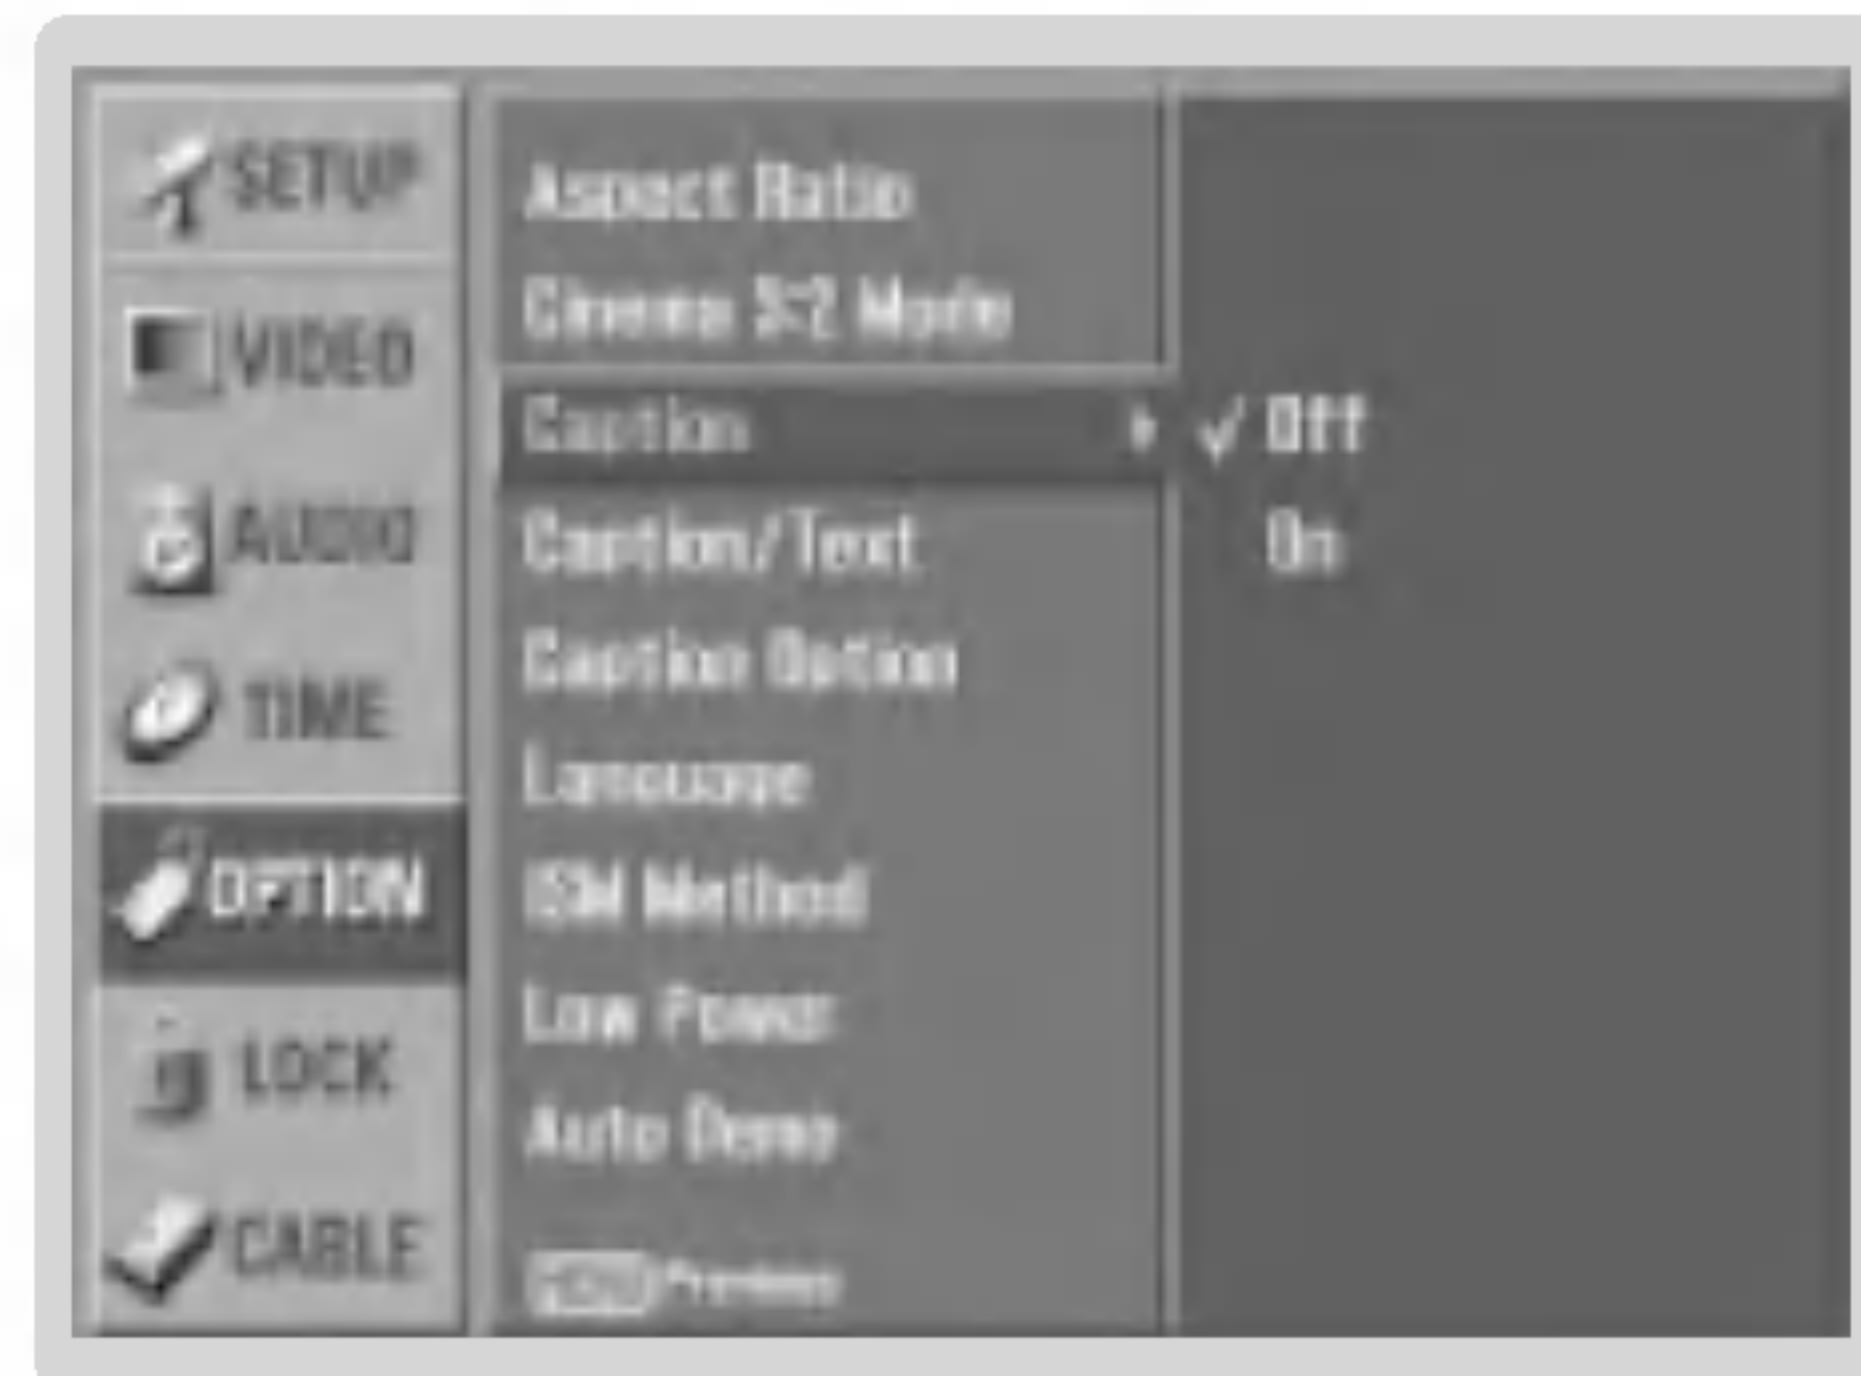 SETUP
VIDEO
AUDIO
TIME
OPTION
LOCK
CABLE
Aspect Ratio
Cinema 3:2 Mode
Caption
Caption/Text
Caption Option
Language
ISM Method
Low Power
Auto Demo
Previous
Off
On